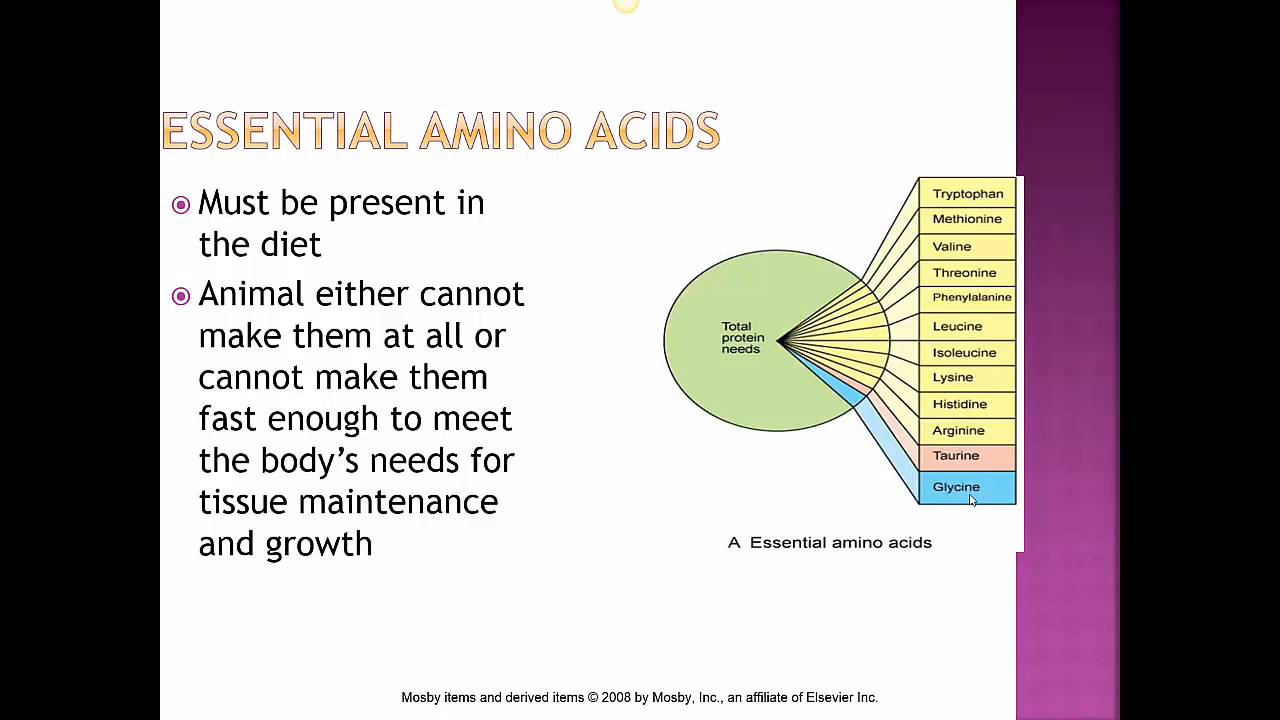 ESSENTIAL AMINO ACIDS
Must be present in
the diet
Animal either cannot
make them at all or
cannot make them
fast enough to meet
the body's needs for
tissue maintenance
and growth
Total
protein
needs
Tryptophan
Methionine
Valine
Threonine
Phenylalanine
Leucine
Isoleucine
Lysine
Histidine
Arginine
Taurine
Glycine
A Essential amino acids
Mosby items and derived items © 2008 by Mosby, Inc., an affiliate of Elsevier Inc.